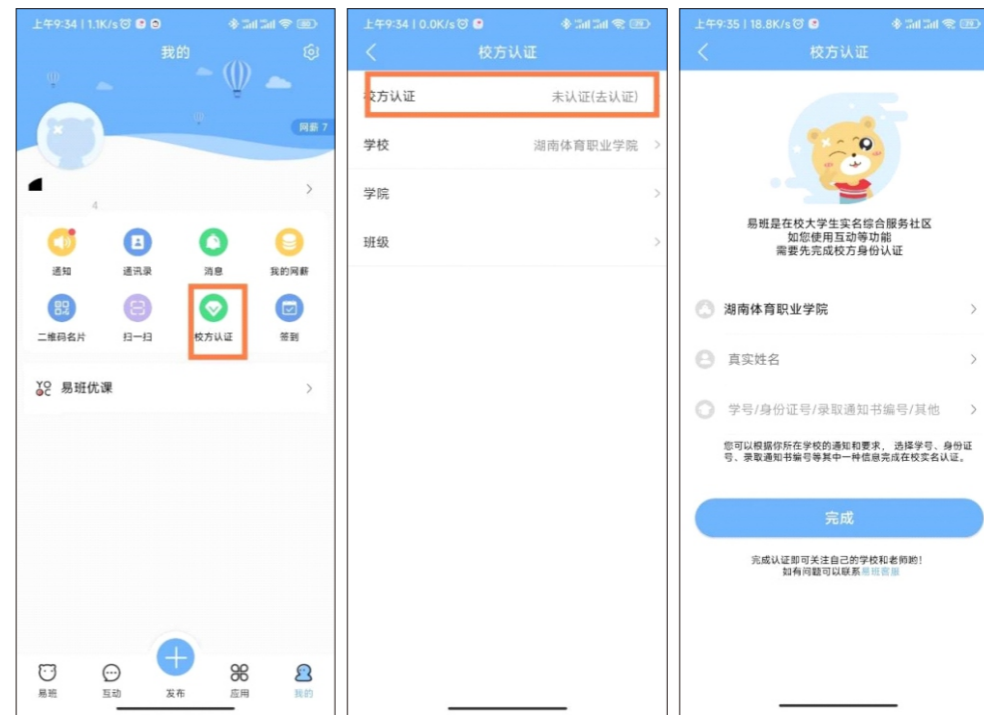 上午9:34 | 1.1K/s
我的
网薪 7
4
通知
通讯录
消息
我的网薪
二维码名片
扫一扫
校方认证
签到
易班优课
易班
互动
发布
应用
我的
上午9:34 | 0.0K/s
校方认证
校方认证
未认证(去认证)
学校
湖南体育职业学院
学院
班级
上午9:35 | 18.8K/s
校方认证
易班是在校大学生实名综合服务社区
如您使用互动等功能
需要先完成校方身份认证
湖南体育职业学院
真实姓名
学号/身份证号/录取通知书编号/其他
您可以根据你所在学校的通知和要求， 选择学号、身份证
号、录取通知书编号等其中一种信息完成在校实名认证。
完成
完成认证即可关注自己的学校和老师哟!
如有问题可以联系易班客服